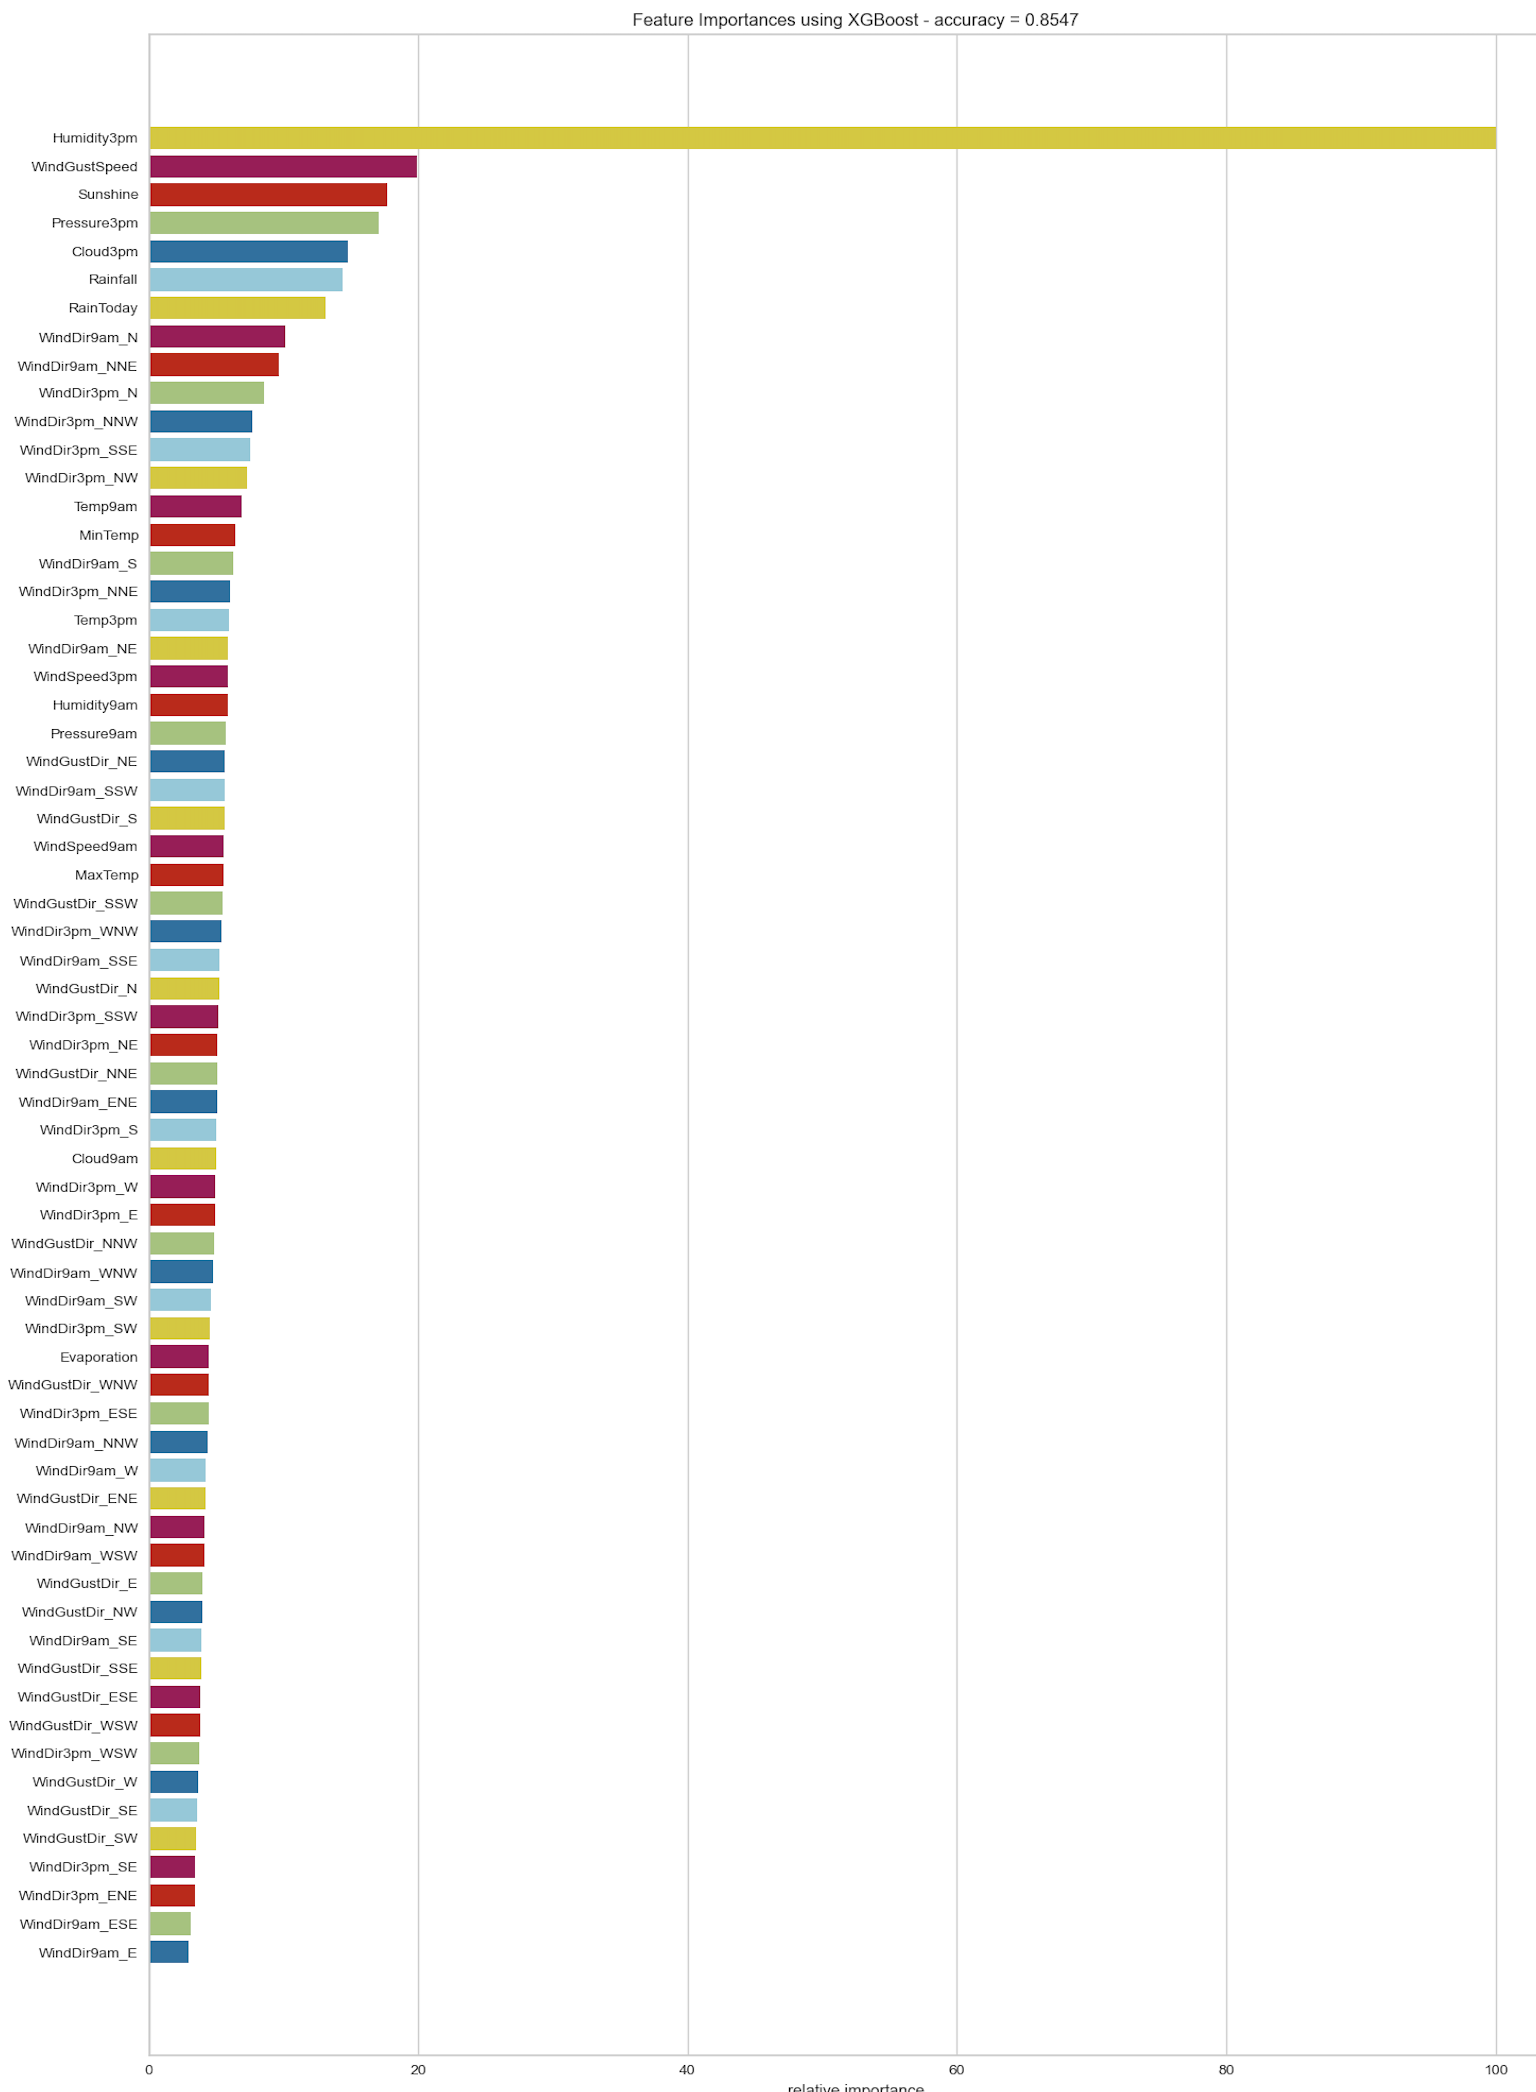 Feature Importances using XGBoost - accuracy = 0.8547
Humidity3pm
WindGustSpeed
Sunshine
Pressure3pm
Cloud3pm
Rainfall
RainToday
WindDir9am_N
WindDir9am_NNE
WindDir3pm_N
WindDir3pm_NNW
WindDir3pm_SSE
WindDir3pm_NW
Temp9am
MinTemp
WindDir9am_S
WindDir3pm_NNE
Temp3pm
WindDir9am_NE
WindSpeed3pm
Humidity9am
Pressure9am
WindGustDir_NE
WindDir9am_SSW
WindGustDir_S
WindSpeed9am
MaxTemp
WindGustDir_SSW
WindDir3pm_WNW
WindDir9am_SSE
WindGustDir_N
WindDir3pm_SSW
WindDir3pm_NE
WindGustDir_NNE
WindDir9am_ENE
WindDir3pm_S
Cloud9am
WindDir3pm_W
WindDir3pm_E
WindGustDir_NNW
WindDir9am_WNW
WindDir9am_SW
WindDir3pm_SW
Evaporation
WindGustDir_WNW
WindDir3pm_ESE
WindDir9am_NNW
WindDir9am_W
WindGustDir_ENE
WindDir9am_NW
WindDir9am_WSW
WindGustDir_E
WindGustDir_NW
WindDir9am_SE
WindGustDir_SSE
WindGustDir_ESE
WindGustDir_WSW
WindDir3pm_WSW
WindGustDir_W
WindGustDir_SE
WindGustDir_SW
WindDir3pm_SE
WindDir3pm_ENE
WindDir9am_ESE
WindDir9am_E
0 20 40 60 80 100
relative importance